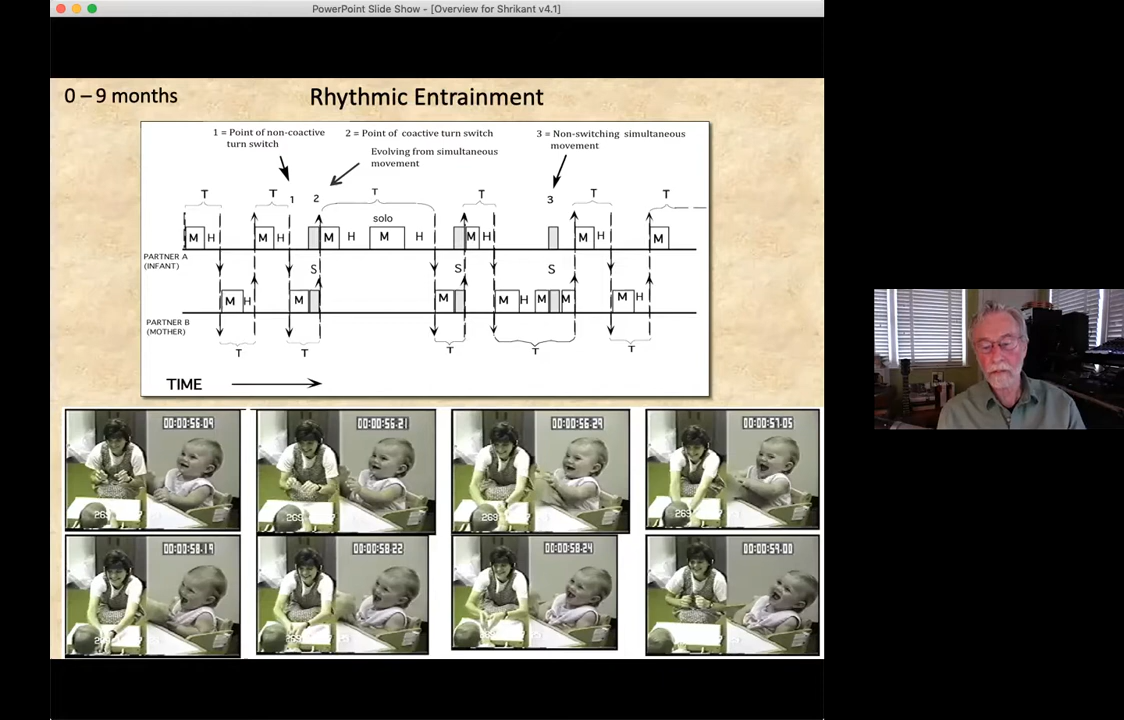 PowerPoint Slide Show - [Overview for Shrikant v4.1]
0 – 9 months
Rhythmic Entrainment
1 = Point of non-coactive
turn switch
2 = Point of coactive turn switch
Evolving from simultaneous
movement
3 = Non-switching simultaneous
movement
T T 1 2 T T 3 T T
solo
M H M H M H M H M H M H M
PARTNER A
(INFANT)
S S S
M H M M M H M M M H
PARTNER B
(MOTHER)
T T T T T
TIME
00:00:56.09
00:00:56.21
00:00:56.29
00:00:57.05
269
269
269
269
00:00:58.19
00:00:58.22
00:00:58.24
00:00:59.00